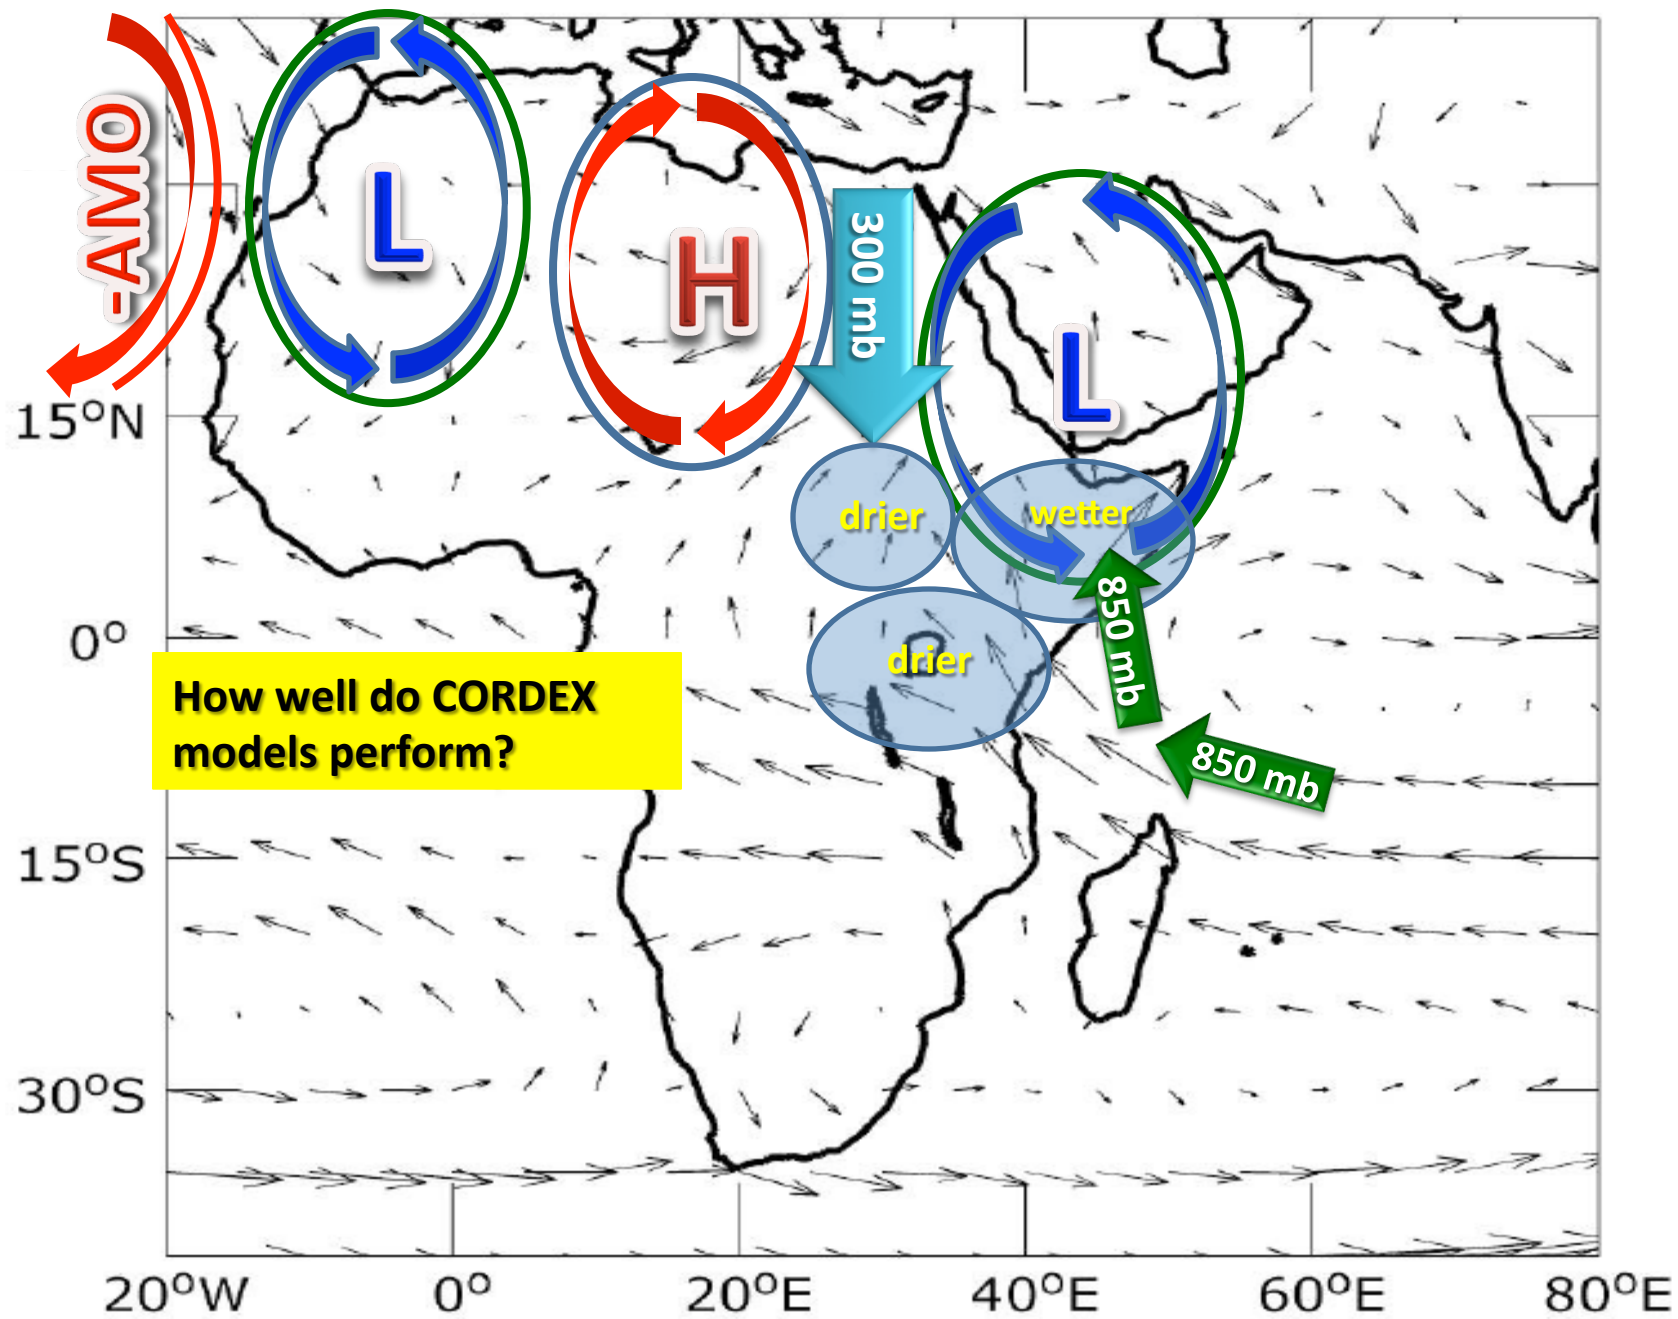 -AMO
L
H
300 mb
L
15°N
drier
wetter
850 mb
0°
drier
How well do CORDEX
models perform?
850 mb
15°S
30°S
20°W
0°
20°E
40°E
60°E
80°E